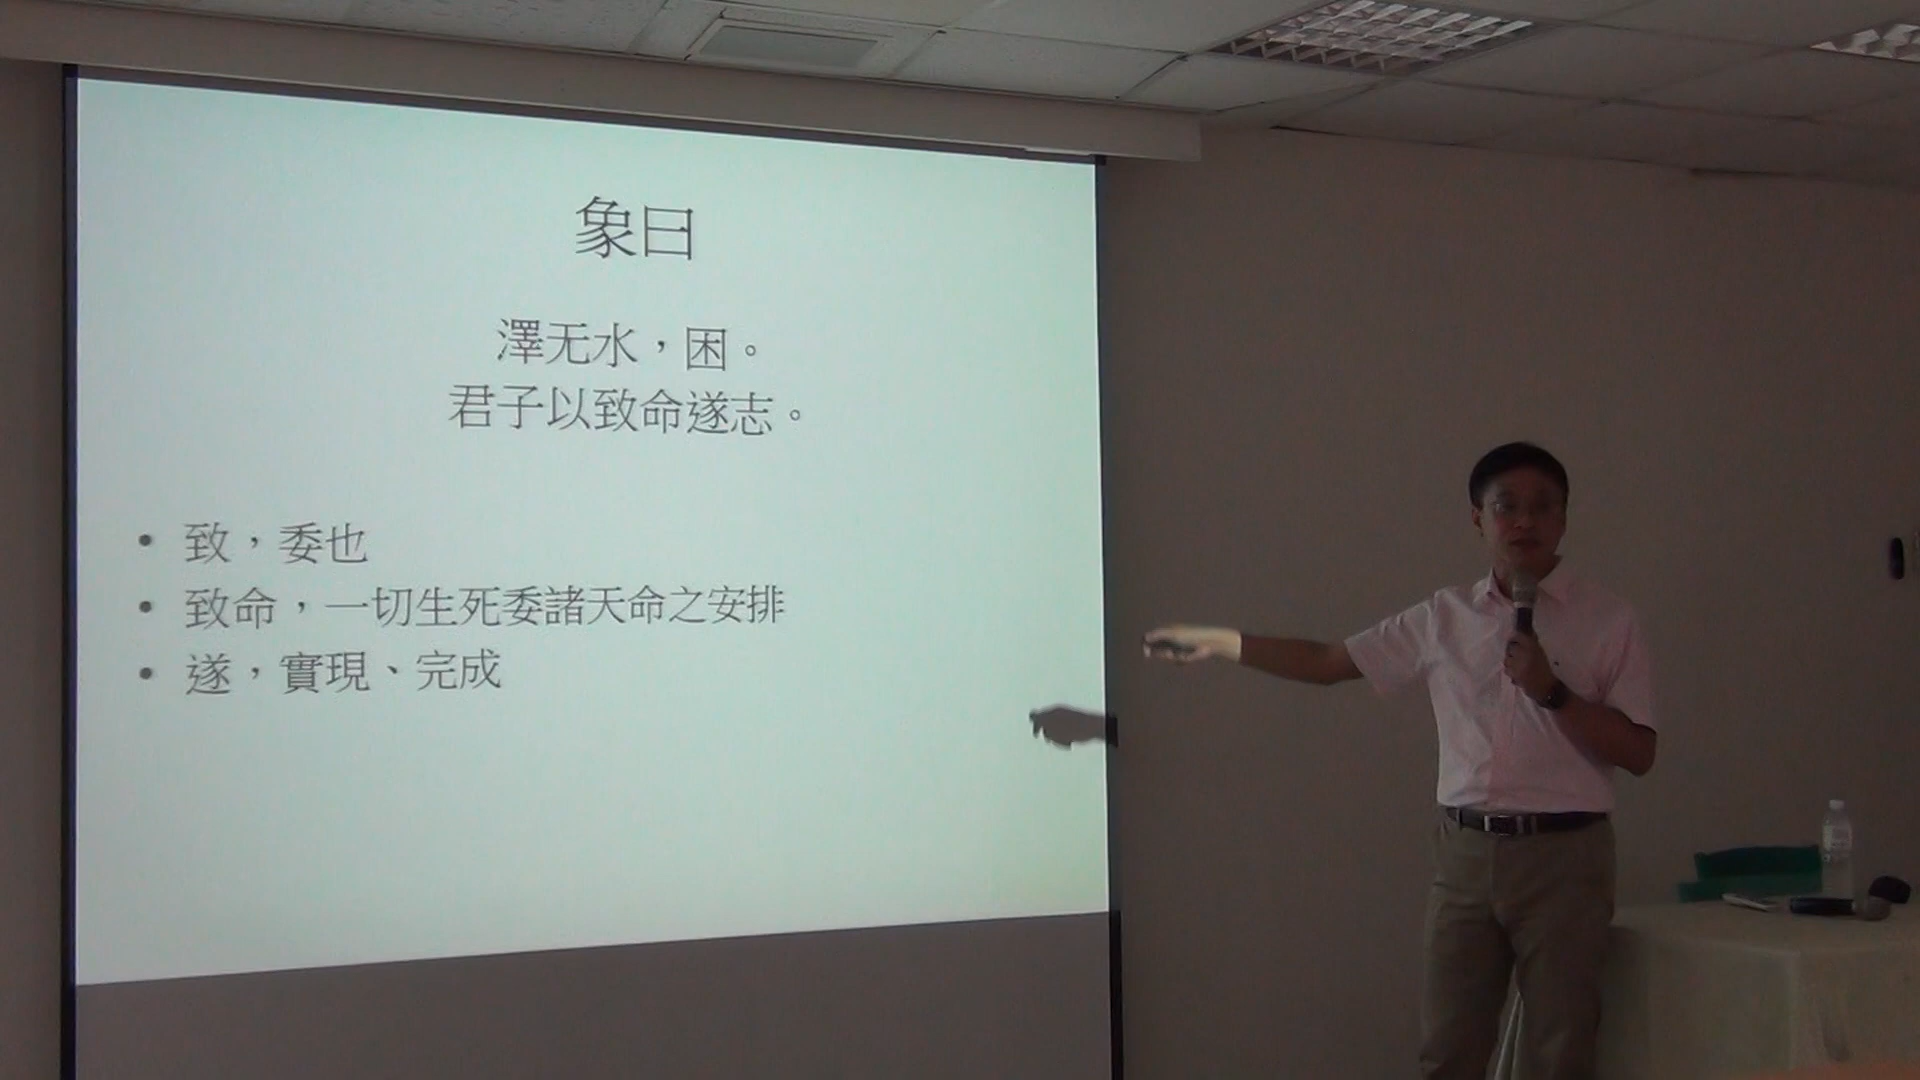 象曰
澤无水，困。
君子以致命遂志。
• 致，委也
• 致命，一切生死委諸天命之安排
• 遂，實現、完成